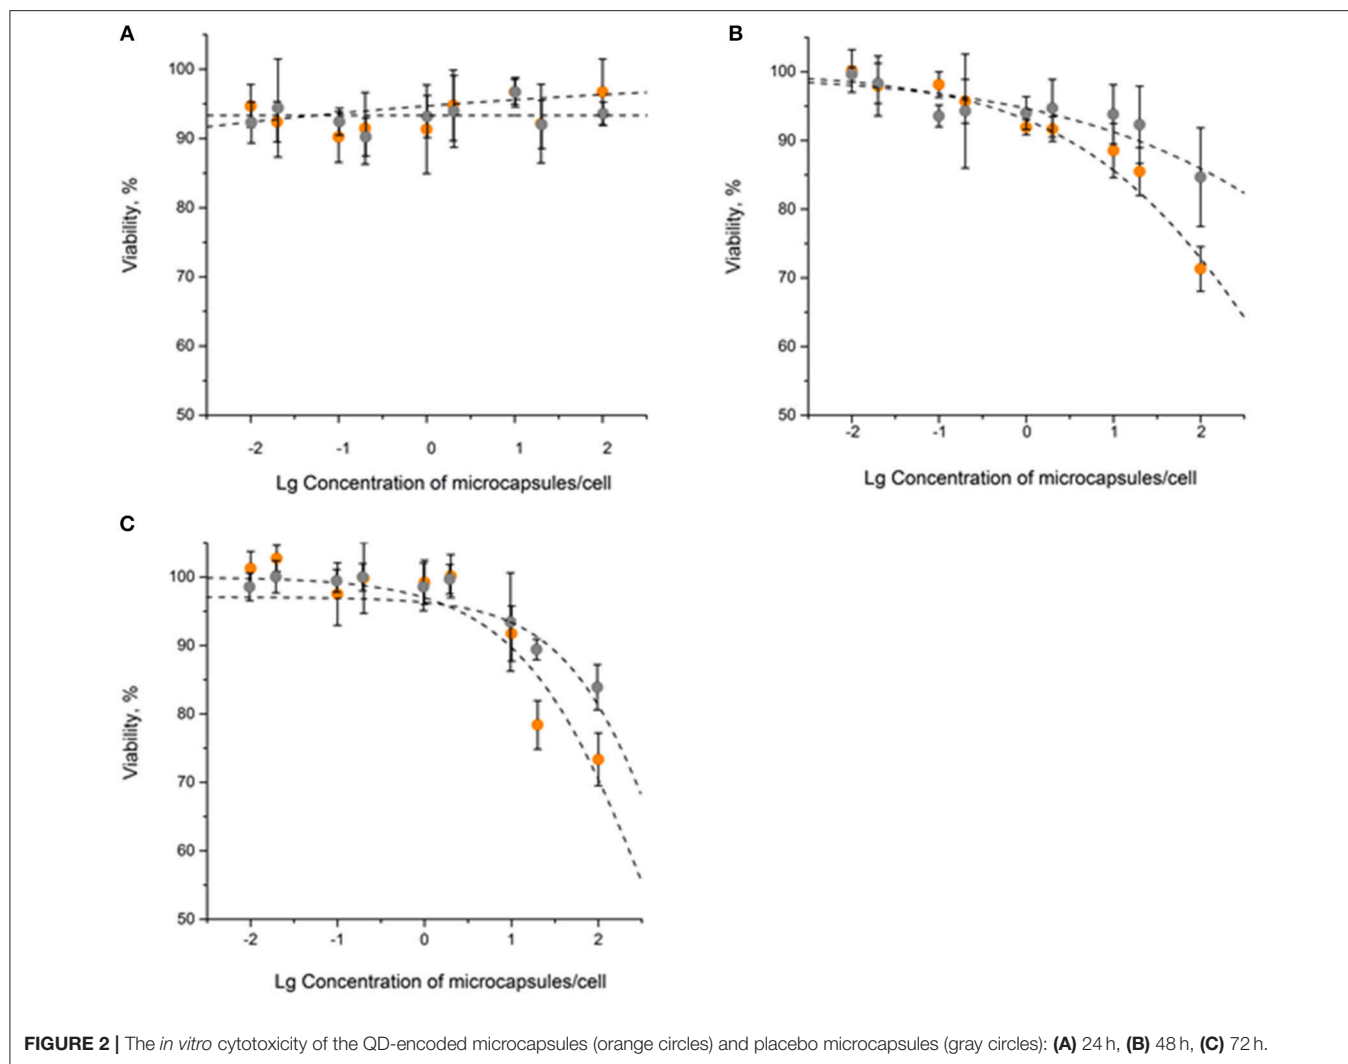 A
100
90
80
70
60
50
Viability, %
-2 -1 0 1 2
Lg Concentration of microcapsules/cell
B
100
90
80
70
60
50
Viability, %
-2 -1 0 1 2
Lg Concentration of microcapsules/cell
C
100
90
80
70
60
50
Viability, %
-2 -1 0 1 2
Lg Concentration of microcapsules/cell
FIGURE 2 | The in vitro cytotoxicity of the QD-encoded microcapsules (orange circles) and placebo microcapsules (gray circles): (A) 24 h, (B) 48 h, (C) 72 h.